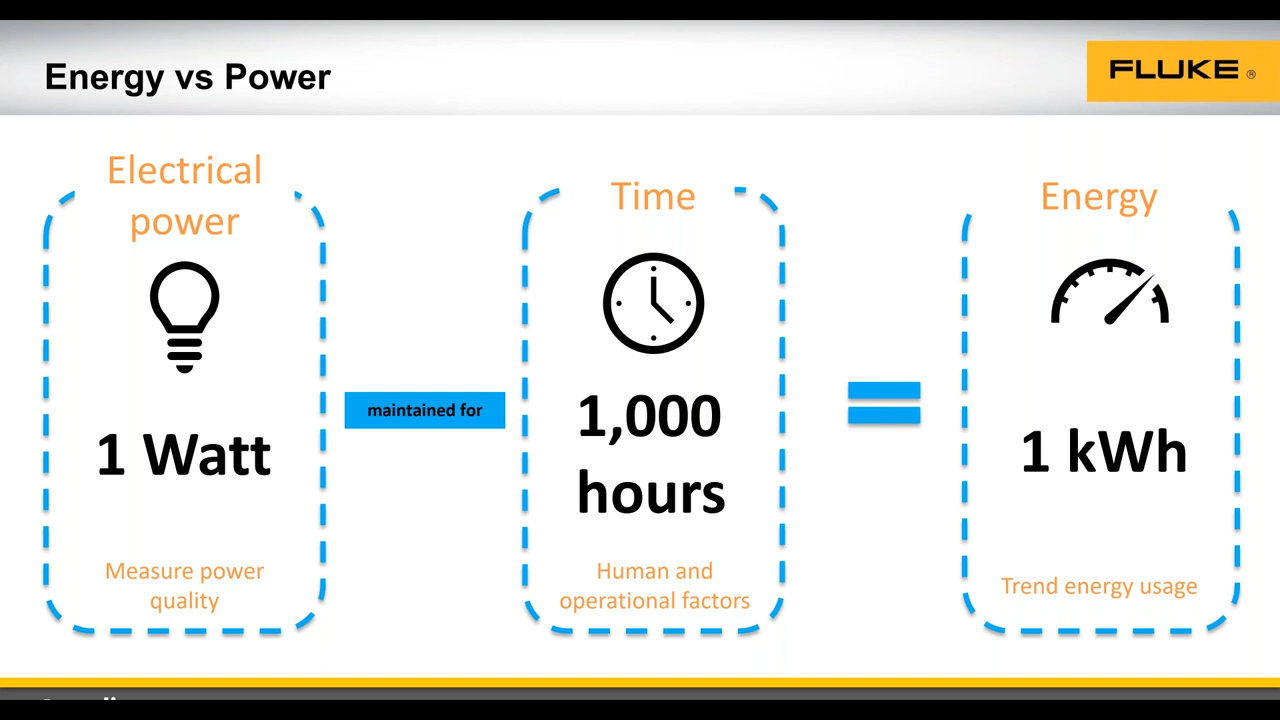 Energy vs Power
FLUKE ®
Electrical
power
1 Watt
Measure power
quality
maintained for
Time
1,000
hours
Human and
operational factors
Energy
1 kWh
Trend energy usage